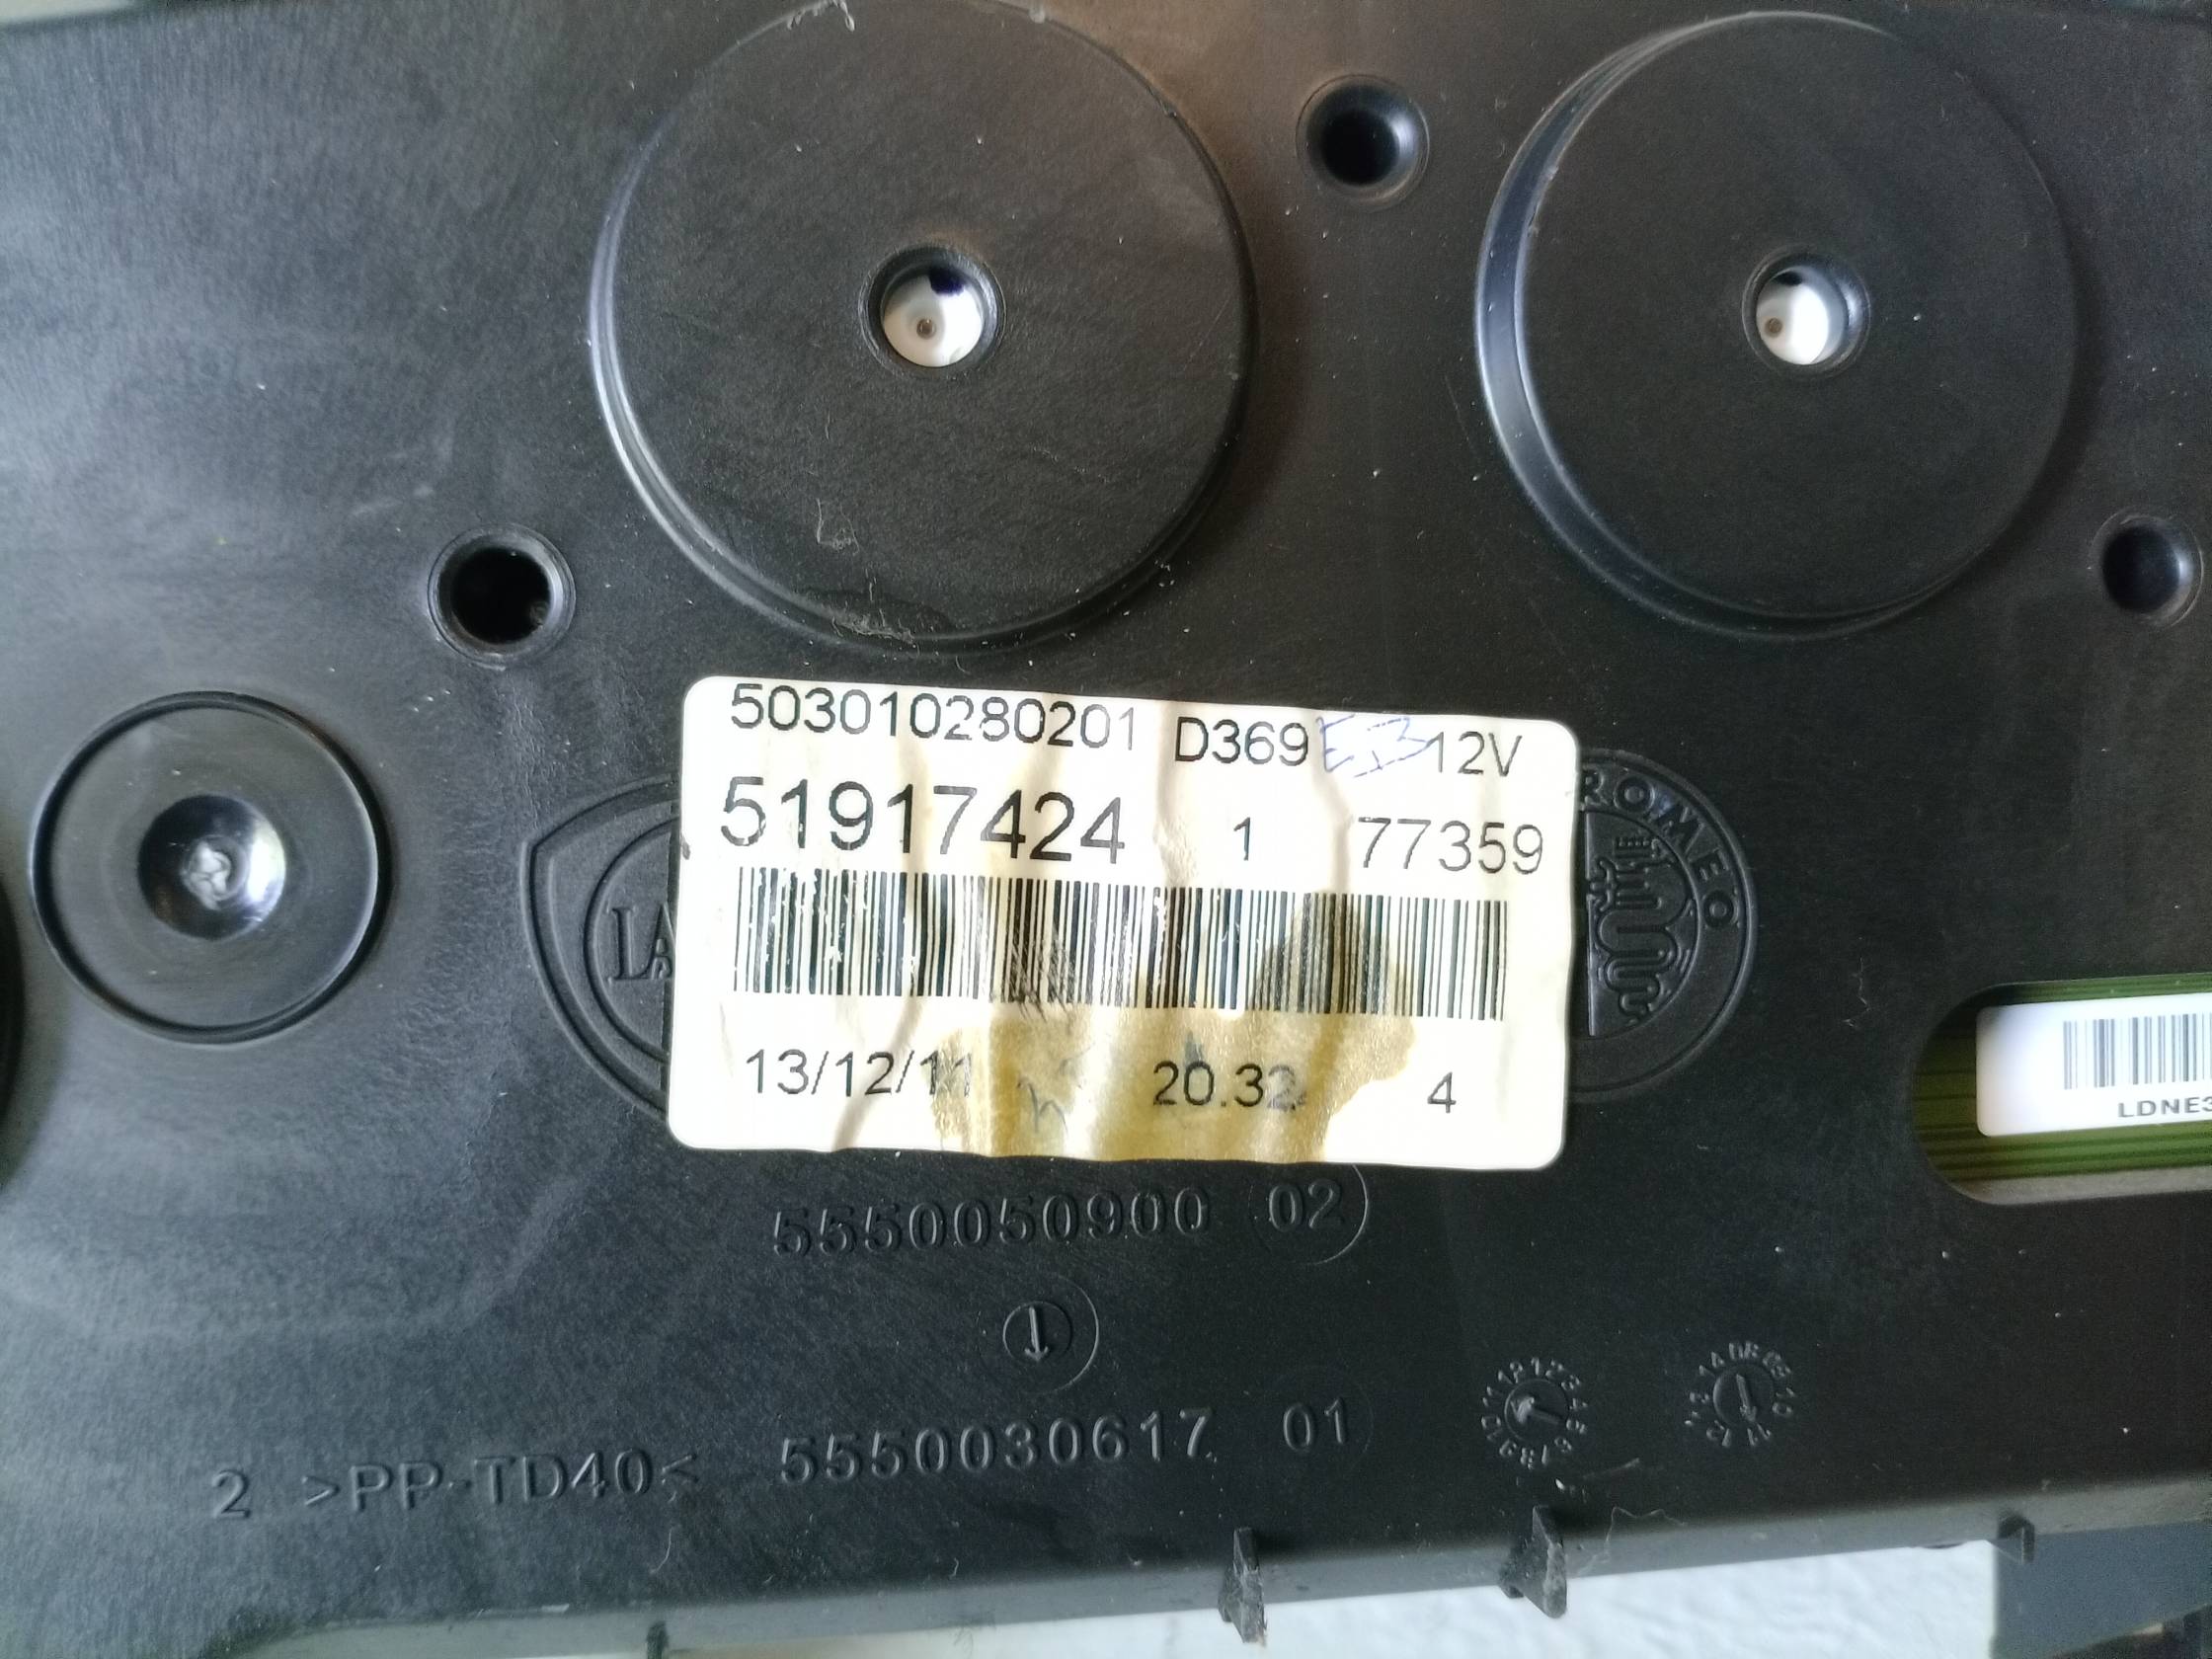 503010280201 D369 12V
51917424 1 77359
ROMEO
LA
13/12/11 20.32 4
LDNE3
5550050900 02
2 >PP-TD40< 5550030617 01